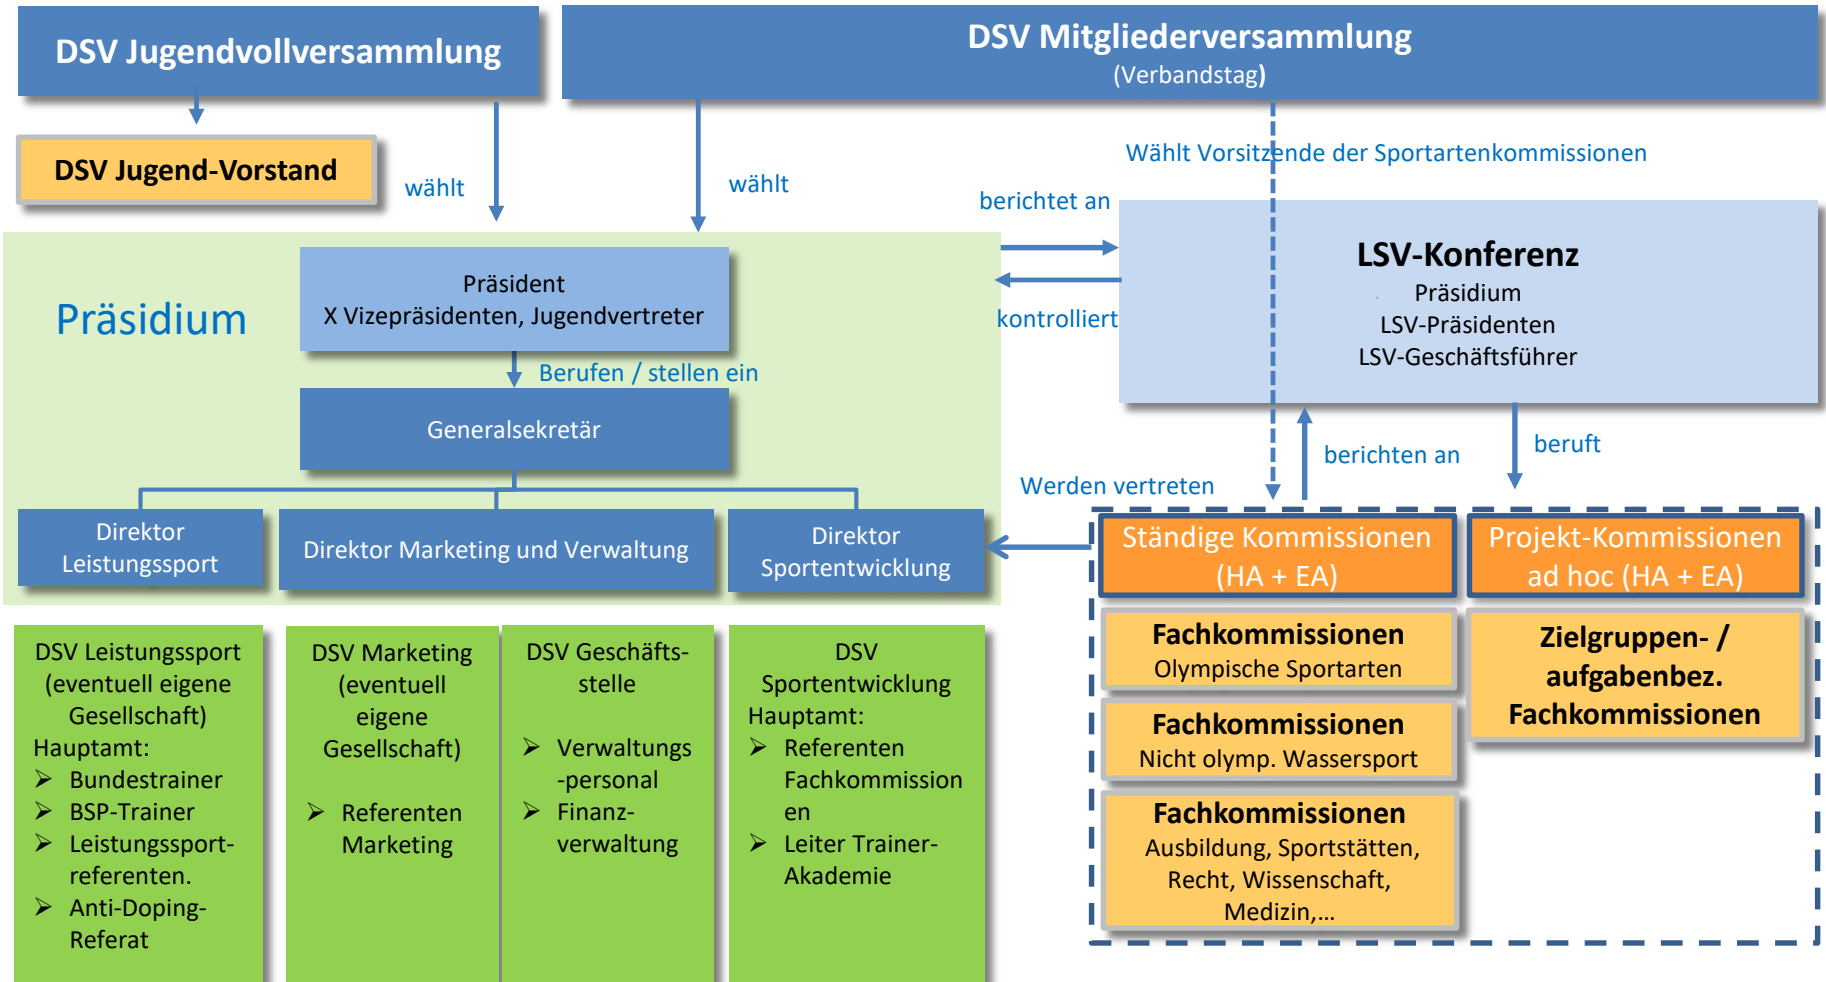 DSV Jugendvollversammlung
DSV Mitgliederversammlung
(Verbandstag)
DSV Jugend-Vorstand
wählt
wählt
Wählt Vorsitzende der Sportartenkommissionen
berichtet an
kontrolliert
Präsidium
Präsident
X Vizepräsidenten, Jugendvertreter
Berufen / stellen ein
Generalsekretär
LSV-Konferenz
Präsidium
LSV-Präsidenten
LSV-Geschäftsführer
berichten an
beruft
Werden vertreten
Direktor
Leistungssport
Direktor Marketing und Verwaltung
Direktor
Sportentwicklung
Ständige Kommissionen
(HA + EA)
Projekt-Kommissionen
ad hoc (HA + EA)
Fachkommissionen
Olympische Sportarten
Fachkommissionen
Nicht olymp. Wassersport
Fachkommissionen
Ausbildung, Sportstätten,
Recht, Wissenschaft,
Medizin,...
Zielgruppen- /
aufgabenbez.
Fachkommissionen
DSV Leistungssport
(eventuell eigene
Gesellschaft)
Hauptamt:
➢ Bundestrainer
➢ BSP-Trainer
➢ Leistungssport-
referenten.
➢ Anti-Doping-
Referat
DSV Marketing
(eventuell
eigene
Gesellschaft)
➢ Referenten
Marketing
DSV Geschäfts-
stelle
➢ Verwaltungs
-personal
➢ Finanz-
verwaltung
DSV
Sportentwicklung
Hauptamt:
➢ Referenten
Fachkommission
en
➢ Leiter Trainer-
Akademie